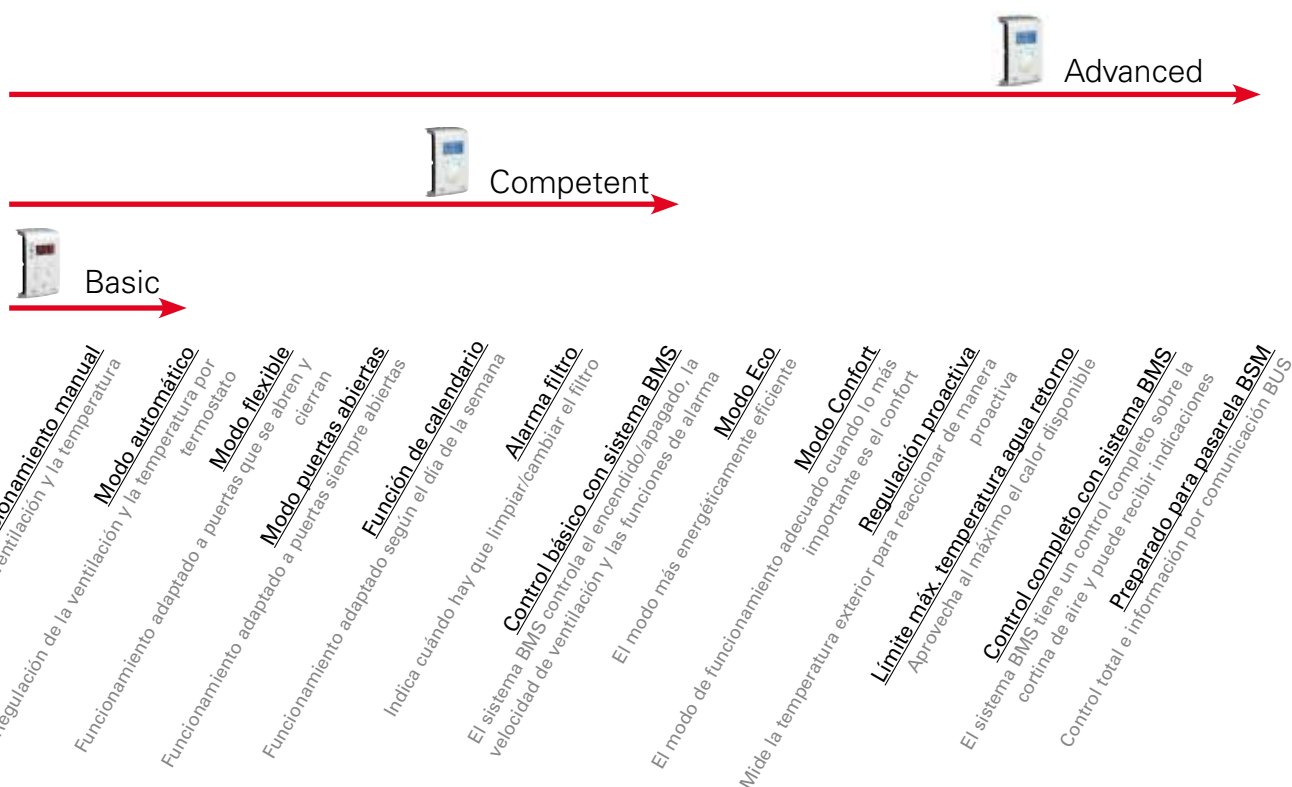 Advanced
Competent
Basic
manual
ventilación y la temperatura
Modo automático
regulación de la ventilación y la temperatura por
termostato
Modo flexible
Funcionamiento adaptado a puertas que se abren y
cierran
Modo puertas abiertas
Funcionamiento adaptado a puertas siempre abiertas
Función de calendario
Funcionamiento adaptado según el día de la semana
Alarma filtro
Indica cuándo hay que limpiar/cambiar el filtro
Control básico con sistema BMS
El sistema BMS controla el encendido/apagado, la
velocidad de ventilación y las funciones de alarma
Modo Eco
El modo más energéticamente eficiente
Modo Confort
El modo de funcionamiento adecuado cuando lo más
importante es el confort
Regulación proactiva
Mide la temperatura exterior para reaccionar de manera
proactiva
Límite máx. temperatura agua retorno
Aprovecha al máximo el calor disponible
Control completo con sistema BMS
El sistema BMS tiene un control completo sobre la
cortina de aire y puede recibir indicaciones
Preparado para pasarela BSM
Control total e información por comunicación BUS